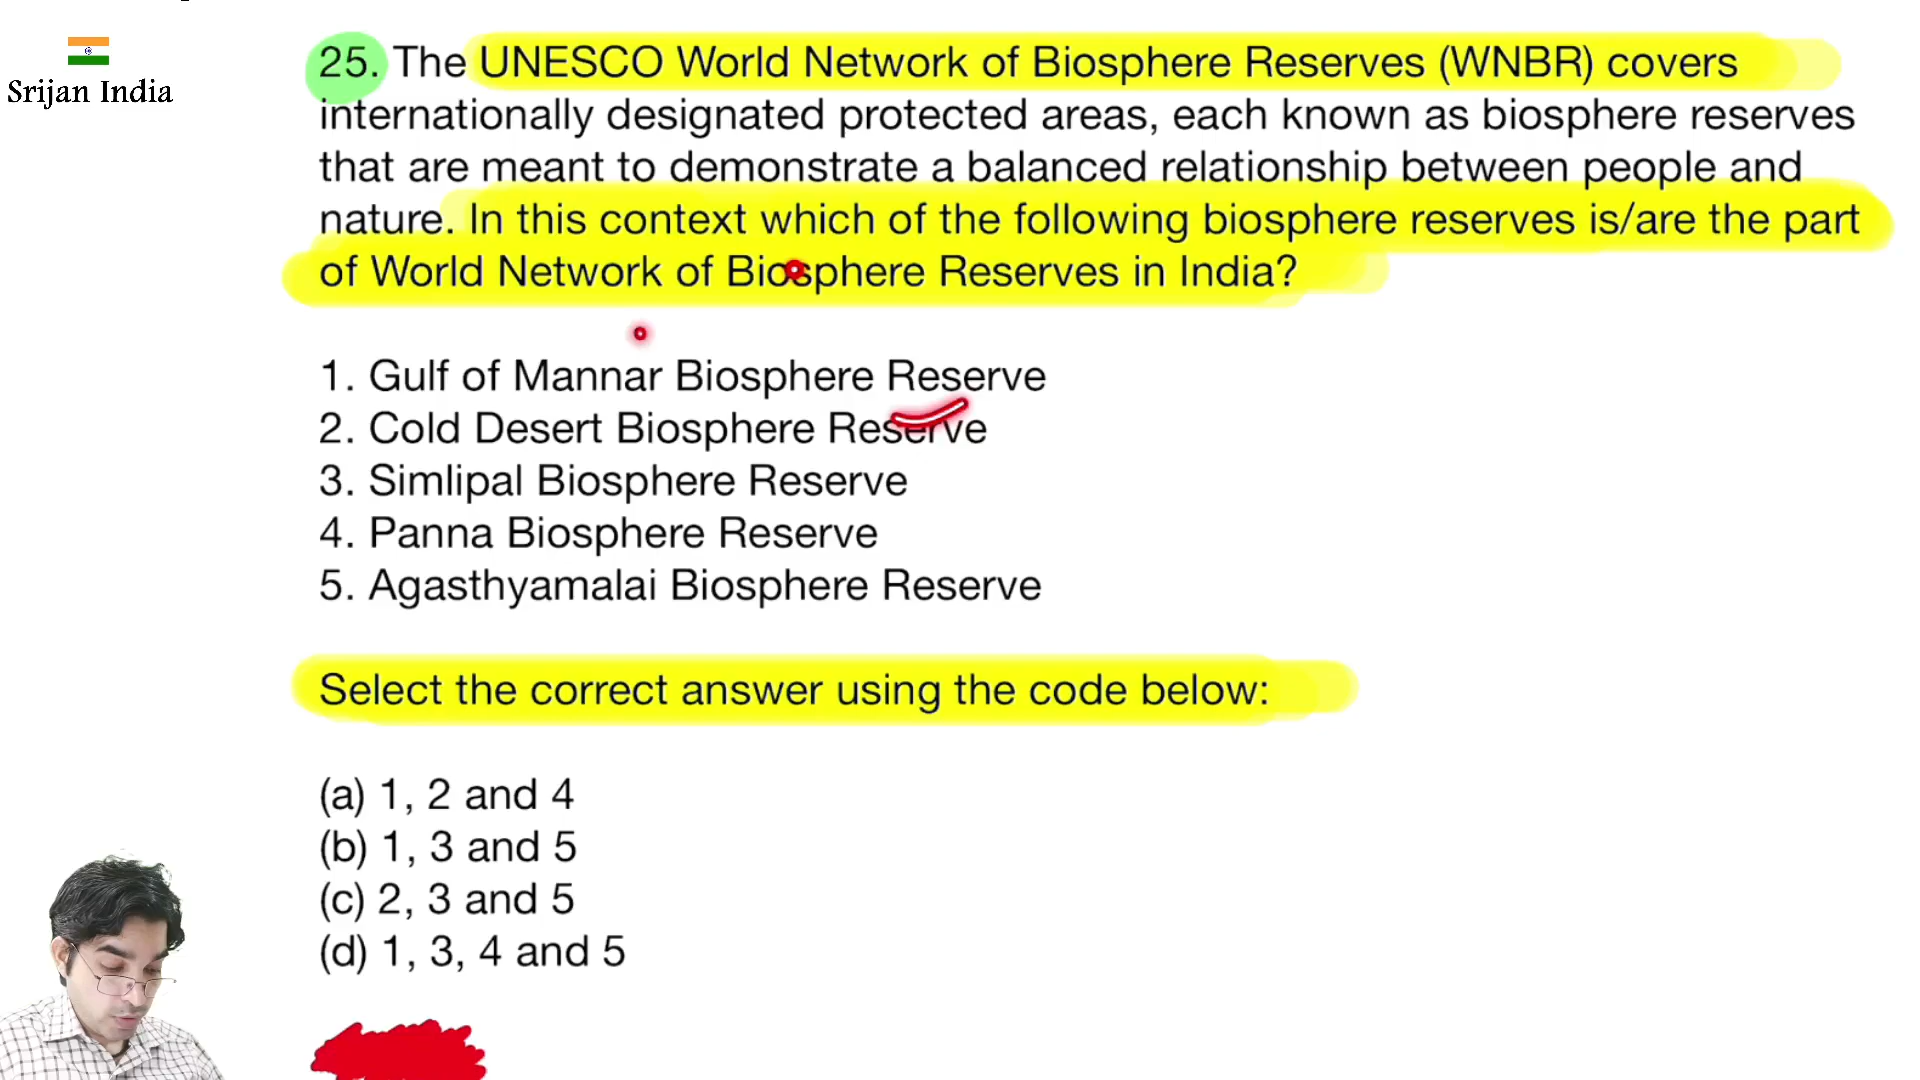 Srijan India
25. The UNESCO World Network of Biosphere Reserves (WNBR) covers
internationally designated protected areas, each known as biosphere reserves
that are meant to demonstrate a balanced relationship between people and
nature. In this context which of the following biosphere reserves is/are the part
of World Network of Biosphere Reserves in India?
1. Gulf of Mannar Biosphere Reserve
2. Cold Desert Biosphere Reserve
3. Simlipal Biosphere Reserve
4. Panna Biosphere Reserve
5. Agasthyamalai Biosphere Reserve
Select the correct answer using the code below:
(a) 1, 2 and 4
(b) 1, 3 and 5
(c) 2, 3 and 5
(d) 1, 3, 4 and 5